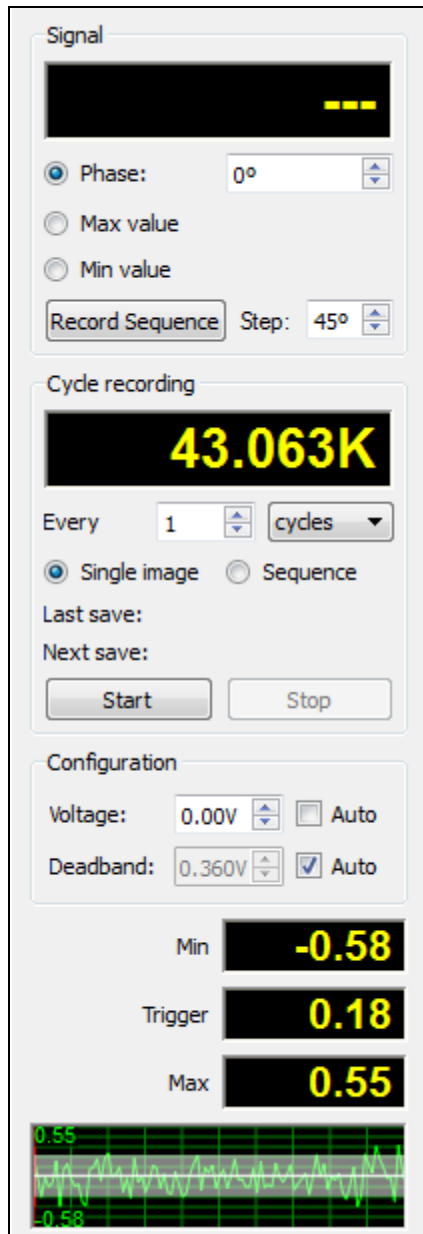 Signal
---
Phase: 0º
Max value
Min value
Record Sequence Step: 45º
Cycle recording
43.063K
Every 1 cycles
Single image Sequence
Last save:
Next save:
Start Stop
Configuration
Voltage: 0.00V Auto
Deadband: 0.360V Auto
Min -0.58
Trigger 0.18
Max 0.55
0.55
-0.58